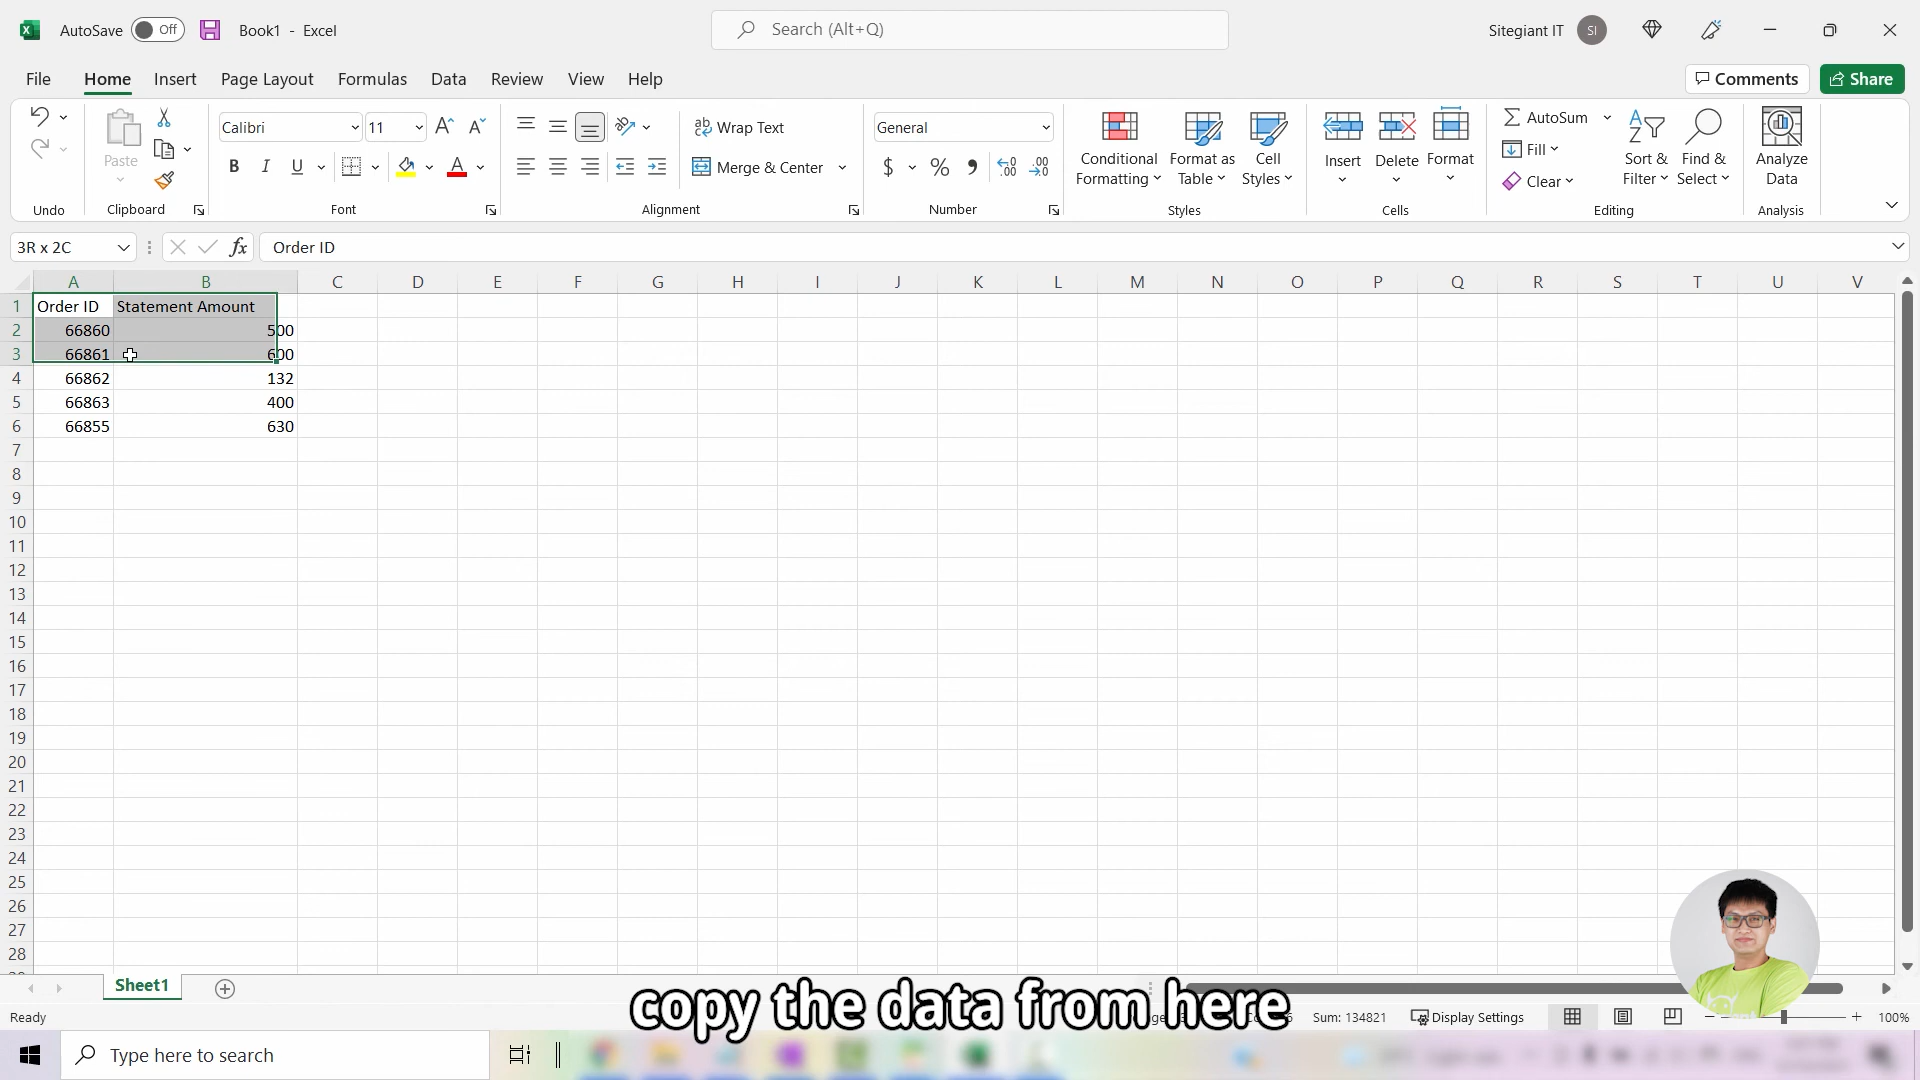 AutoSave Off Book1 - Excel Search (Alt+Q) Sitegiant IT SI
File Home Insert Page Layout Formulas Data Review View Help Comments Share
Calibri 11 Wrap Text General AutoSum
Paste B I U Merge & Center $ % Conditional Formatting Format as Table Cell Styles Insert Delete Format Fill Clear Sort & Filter Find & Select Analyze Data
Undo Clipboard Font Alignment Number Styles Cells Editing Analysis
3R x 2C fx Order ID
A B C D E F G H I J K L M N O P Q R S T U V
1 Order ID Statement Amount
2 66860 500
3 66861 600
4 66862 132
5 66863 400
6 66855 630
7
8
9
10
11
12
13
14
15
16
17
18
19
20
21
22
23
24
25
26
27
28
Sheet1
copy the data from here
Ready Sum: 134821 Display Settings 100%
Type here to search